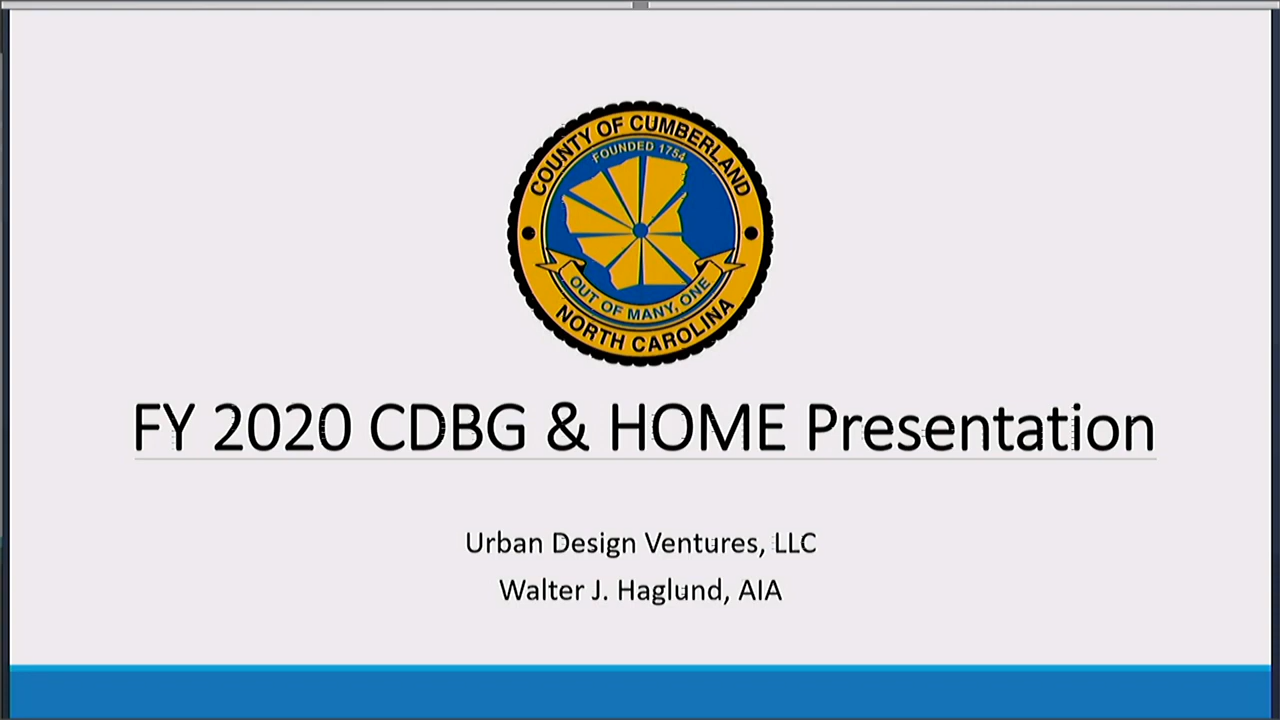 COUNTY OF CUMBERLAND
FOUNDED 1754
OUT OF MANY, ONE
NORTH CAROLINA
FY 2020 CDBG & HOME Presentation
Urban Design Ventures, LLC
Walter J. Haglund, AIA